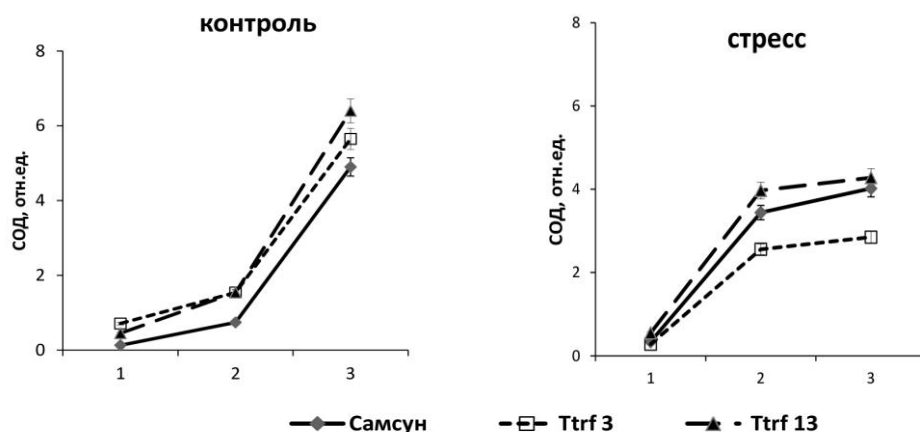 контроль
СОД, отн.ед.
8
6
4
2
0
1 2 3
стресс
СОД, отн.ед.
8
6
4
2
0
1 2 3
Самсун Ttrf 3 Ttrf 13